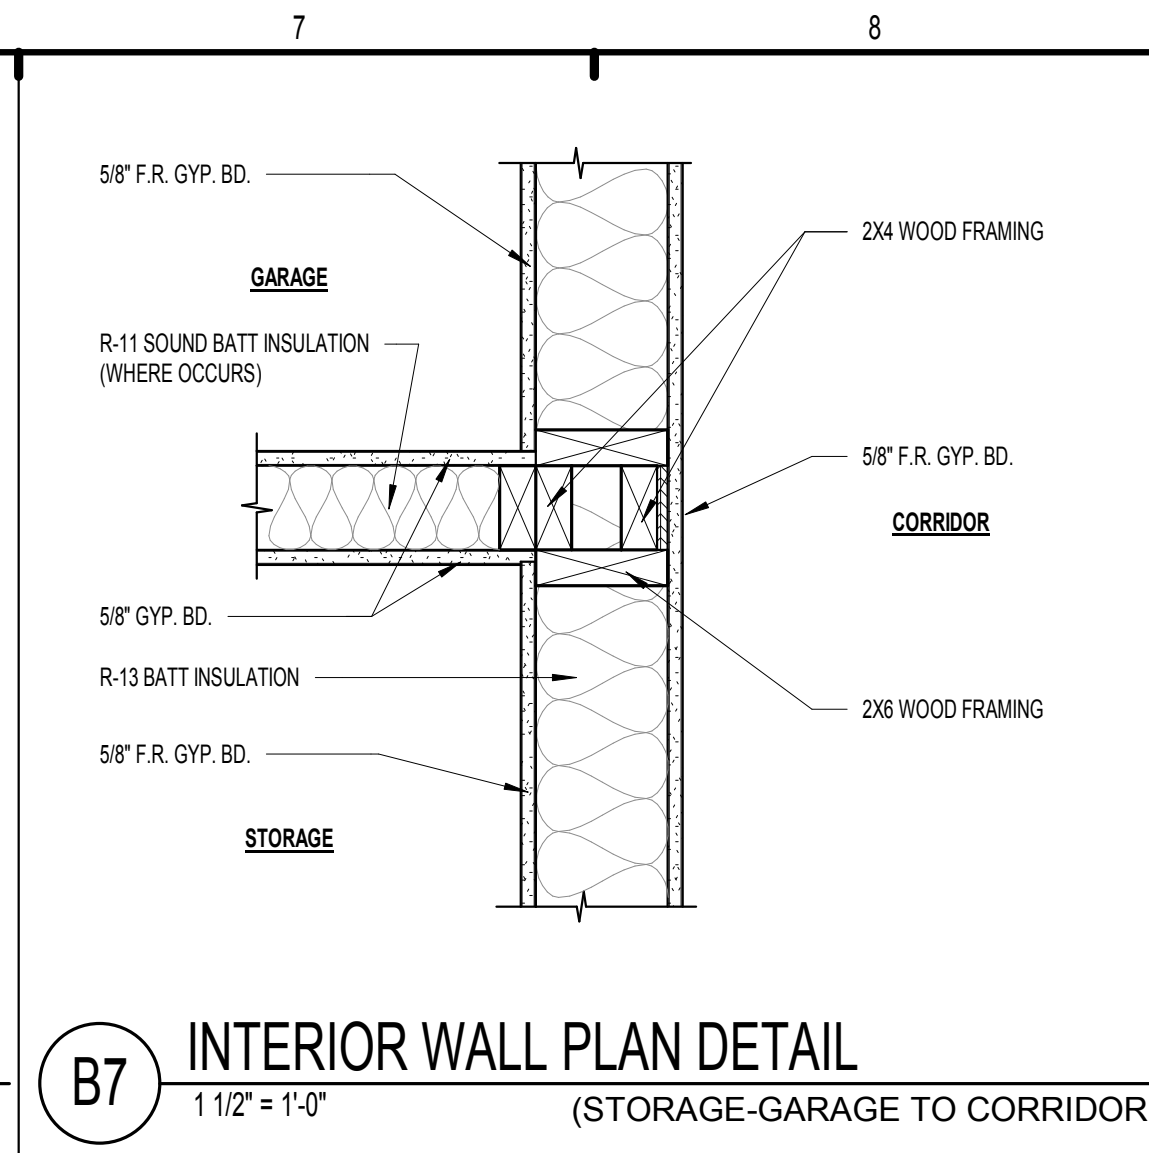 7
8
5/8" F.R. GYP. BD.
2X4 WOOD FRAMING
GARAGE
R-11 SOUND BATT INSULATION
(WHERE OCCURS)
5/8" F.R. GYP. BD.
CORRIDOR
5/8" GYP. BD.
R-13 BATT INSULATION
2X6 WOOD FRAMING
5/8" F.R. GYP. BD.
STORAGE
B7
INTERIOR WALL PLAN DETAIL
1 1/2" = 1'-0"
(STORAGE-GARAGE TO CORRIDOR